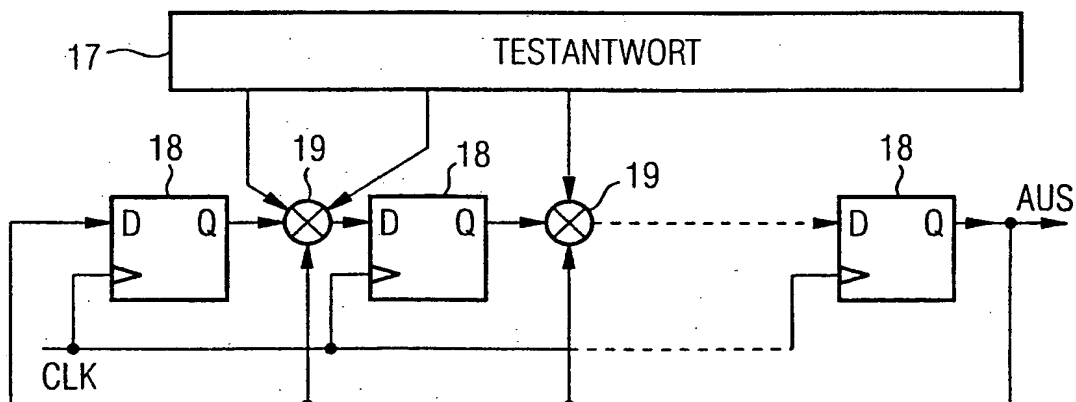 17
TESTANTWORT
18
19
18
19
18
AUS
D Q
D Q
D Q
CLK